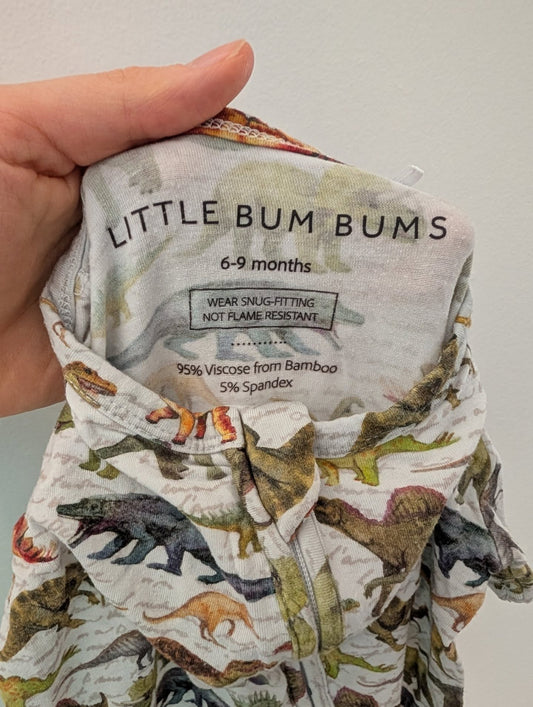 LITTLE BUM BUMS
6-9 months
WEAR SNUG-FITTING
NOT FLAME RESISTANT
95% Viscose from Bamboo
5% Spandex